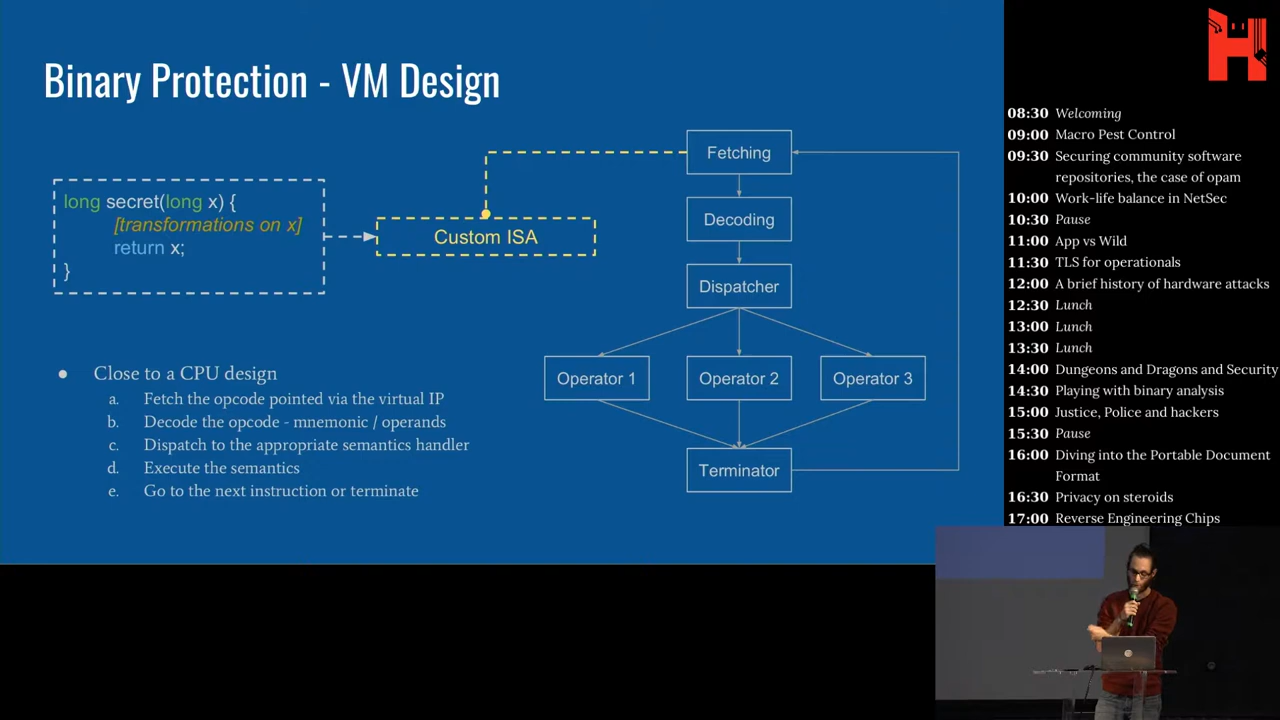 Binary Protection - VM Design
long secret(long x) {
[transformations on x]
return x;
}
Custom ISA
Fetching
Decoding
Dispatcher
Operator 1
Operator 2
Operator 3
Terminator
● Close to a CPU design
a. Fetch the opcode pointed via the virtual IP
b. Decode the opcode - mnemonic / operands
c. Dispatch to the appropriate semantics handler
d. Execute the semantics
e. Go to the next instruction or terminate
08:30 Welcoming
09:00 Macro Pest Control
09:30 Securing community software
repositories, the case of opam
10:00 Work-life balance in NetSec
10:30 Pause
11:00 App vs Wild
11:30 TLS for operationals
12:00 A brief history of hardware attacks
12:30 Lunch
13:00 Lunch
13:30 Lunch
14:00 Dungeons and Dragons and Security
14:30 Playing with binary analysis
15:00 Justice, Police and hackers
15:30 Pause
16:00 Diving into the Portable Document
Format
16:30 Privacy on steroids
17:00 Reverse Engineering Chips